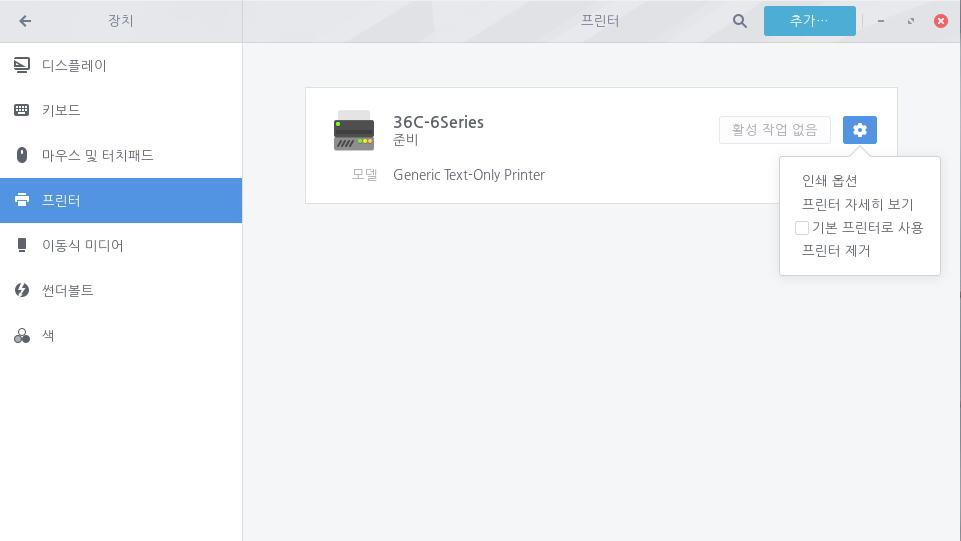 장치
프린터
추가…
디스플레이
키보드
마우스 및 터치패드
프린터
이동식 미디어
썬더볼트
색
36C-6Series
준비
활성 작업 없음
모델 Generic Text-Only Printer
인쇄 옵션
프린터 자세히 보기
기본 프린터로 사용
프린터 제거